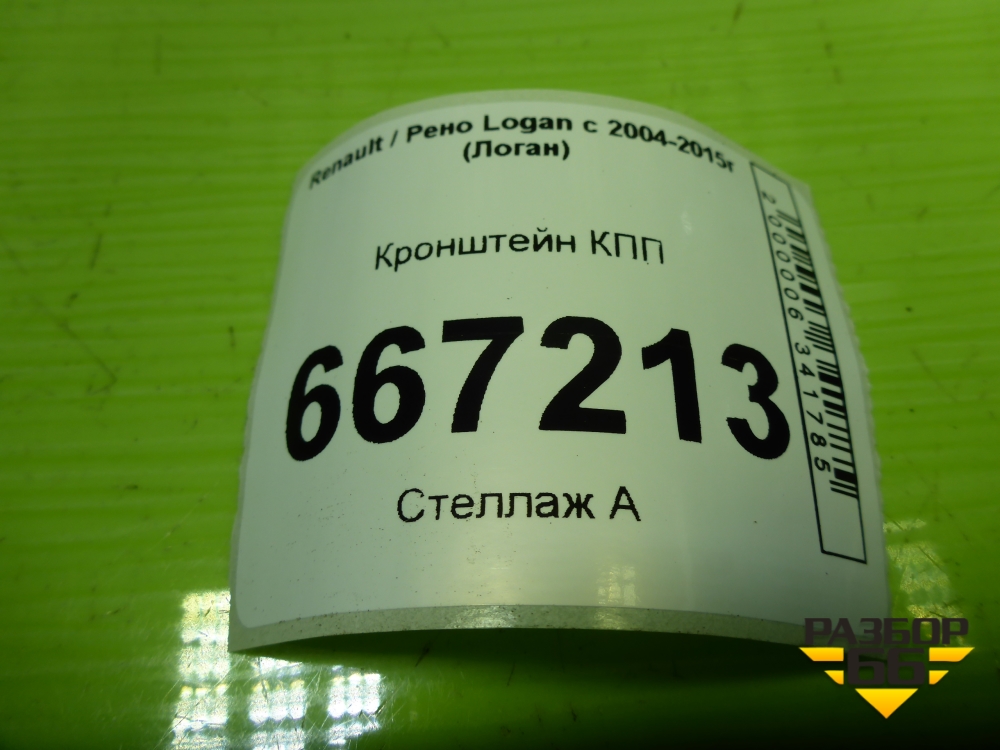 Renault / Рено Logan с 2004-2015г
(Логан)
Кронштейн КПП
667213
Стеллаж А
2000006341785
РАЗБОР
66